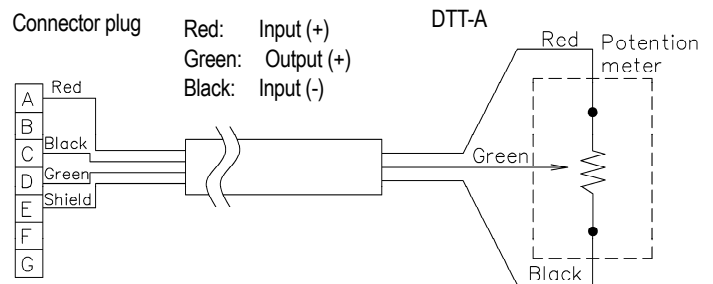 Connector plug
Red: Input (+)
Green: Output (+)
Black: Input (-)
DTT-A
Red
Potention
meter
A
Red
B
C
Black
D
Green
E
Shield
F
G
Green
Black